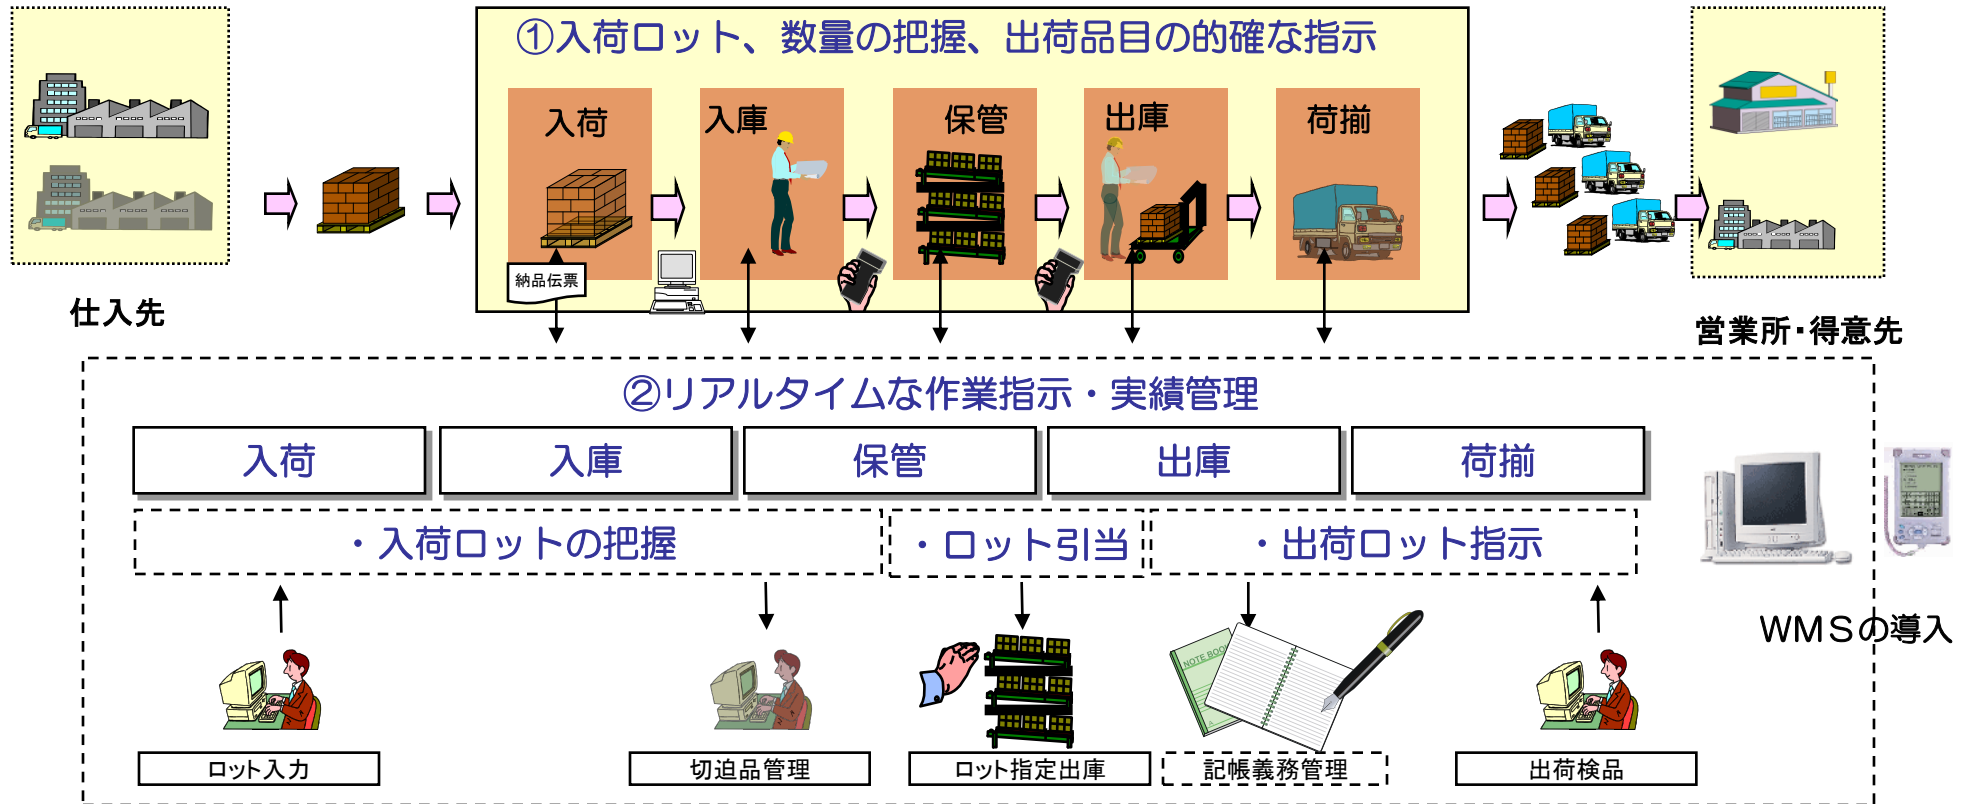 ①入荷ロット、数量の把握、出荷品目の的確な指示
入荷
入庫
保管
出庫
荷揃
納品伝票
仕入先
営業所・得意先
②リアルタイムな作業指示・実績管理
入荷
入庫
保管
出庫
荷揃
・入荷ロットの把握
・ロット引当
・出荷ロット指示
WMSの導入
NOTE BOOK
ロット入力
切迫品管理
ロット指定出庫
記帳義務管理
出荷検品